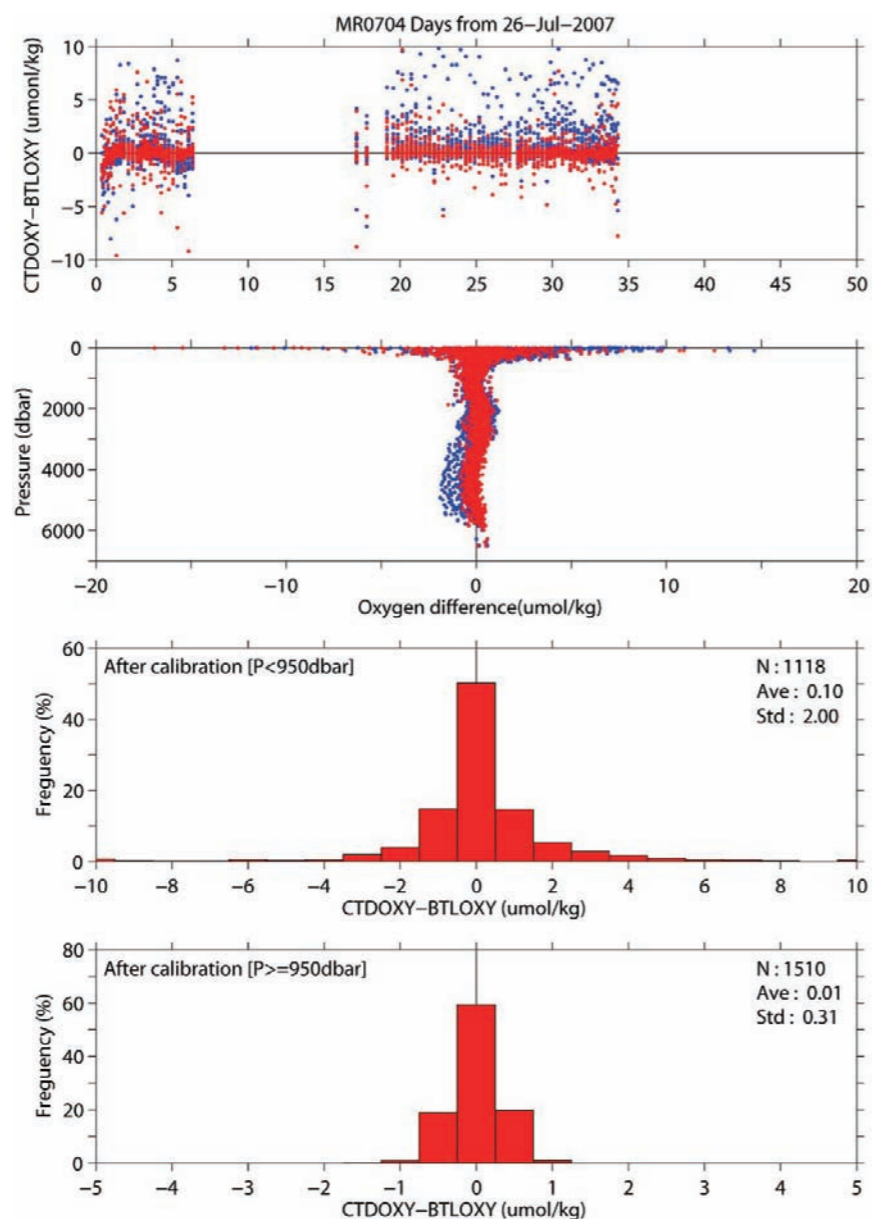 MR0704 Days from 26−Jul−2007
CTDOXY−BTLOXY (umonl/kg)
10
5
0
−5
−10
0 5 10 15 20 25 30 35 40 45 50
Pressure (dbar)
0
2000
4000
6000
−20 −10 0 10 20
Oxygen difference(umol/kg)
Freguency (%)
60
40
20
0
After calibration [P<950dbar]
N : 1118
Ave : 0.10
Std : 2.00
−10 −8 −6 −4 −2 0 2 4 6 8 10
CTDOXY−BTLOXY (umol/kg)
Freguency (%)
80
60
40
20
0
After calibration [P>=950dbar]
N : 1510
Ave : 0.01
Std : 0.31
−5 −4 −3 −2 −1 0 1 2 3 4 5
CTDOXY−BTLOXY (umol/kg)